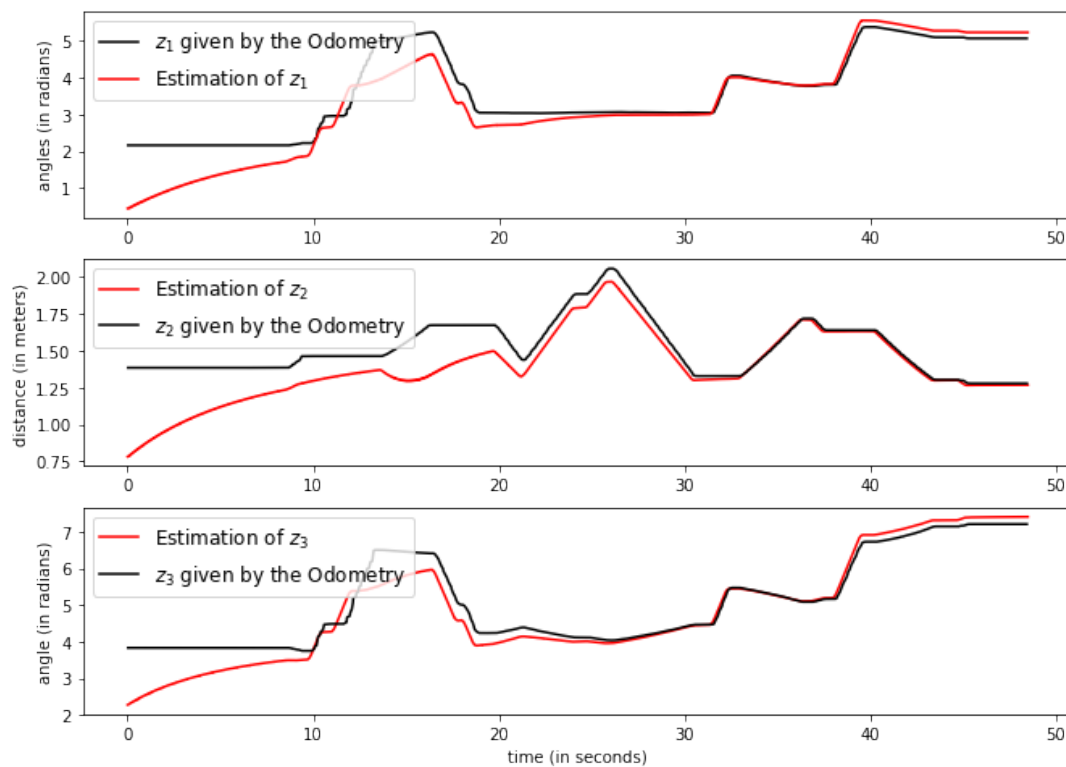 angles (in radians)
5
4
3
2
1
z₁ given by the Odometry
Estimation of z₁
0 10 20 30 40 50
distance (in meters)
2.00
1.75
1.50
1.25
1.00
0.75
Estimation of z₂
z₂ given by the Odometry
0 10 20 30 40 50
angle (in radians)
7
6
5
4
3
2
Estimation of z₃
z₃ given by the Odometry
0 10 20 30 40 50
time (in seconds)